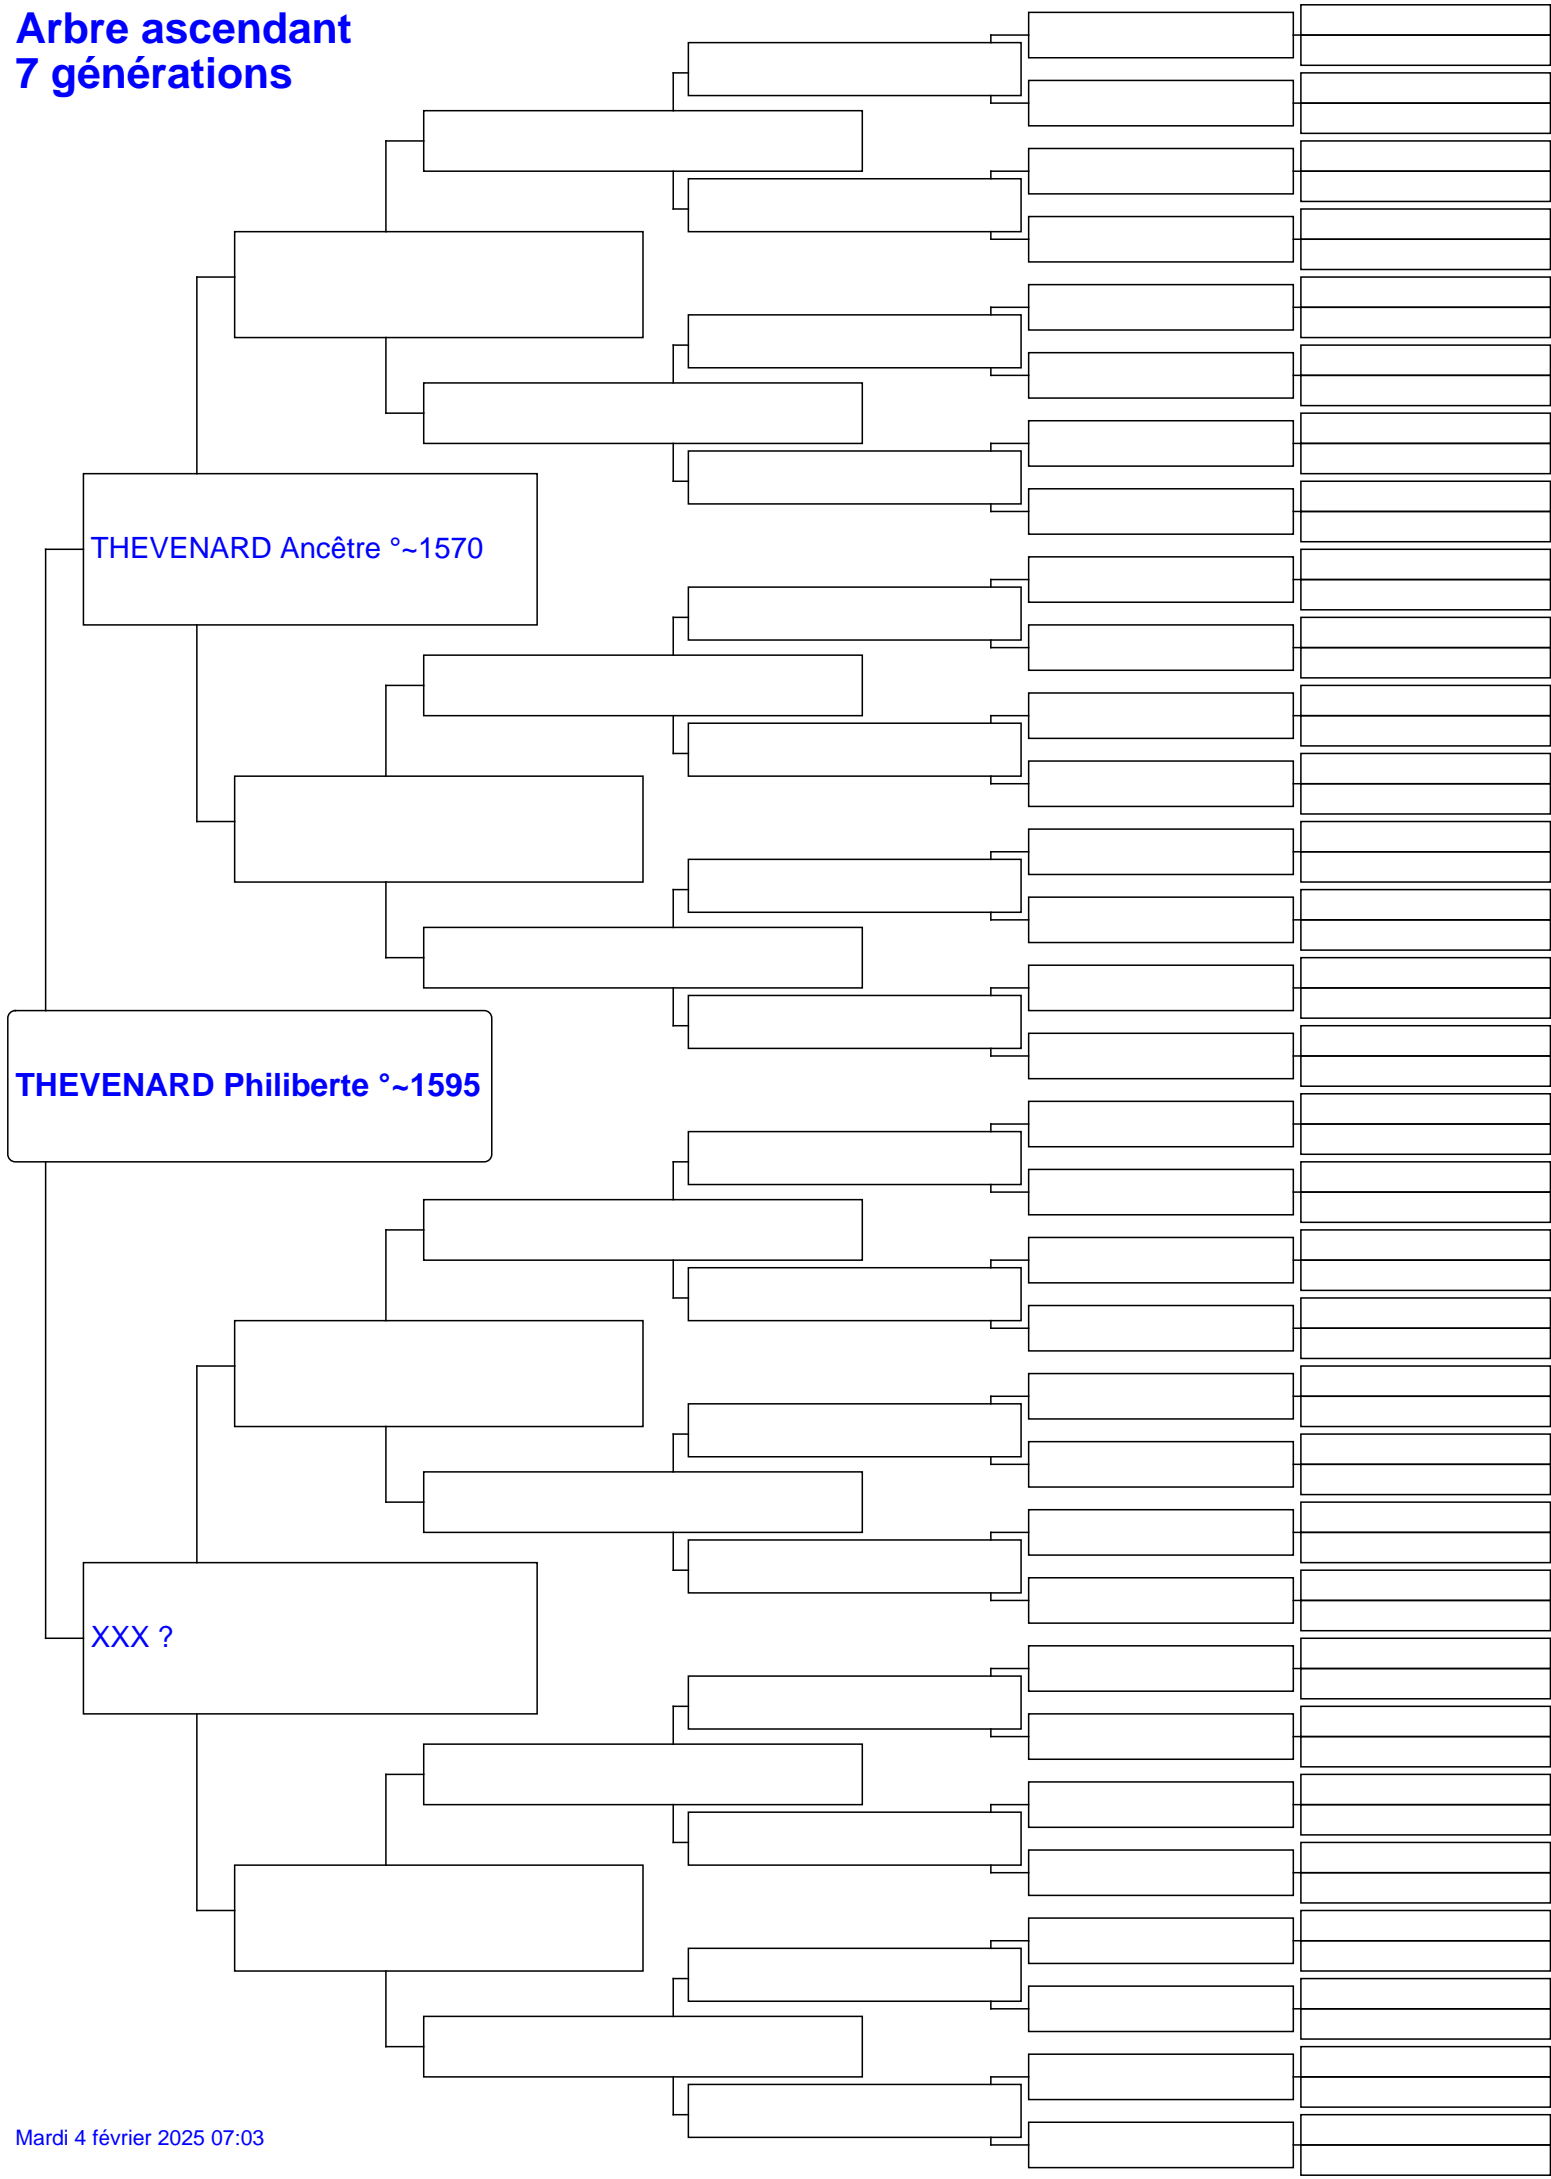 Arbre ascendant
7 générations
THEVENARD Ancêtre °~1570
THEVENARD Philiberte °~1595
XXX ?
Mardi 4 février 2025 07:03